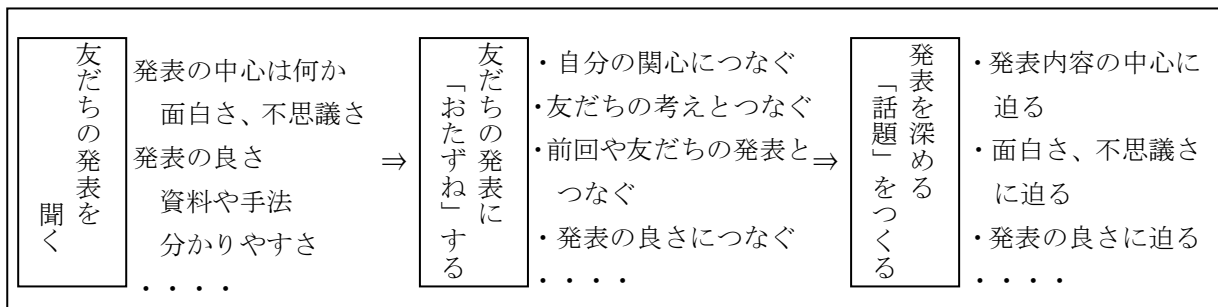 友だちの発表を
聞く
発表の中心は何か
面白さ、不思議さ
発表の良さ
資料や手法
分かりやすさ
・・・・
⇒
友だちの発表に
「おたずね」する
・自分の関心につなぐ
・友だちの考えとつなぐ
・前回や友だちの発表と
つなぐ
・発表の良さにつなぐ
・・・・
⇒
発表を深める
「話題」をつくる
・発表内容の中心に
迫る
・面白さ、不思議さ
に迫る
・発表の良さに迫る
・・・・